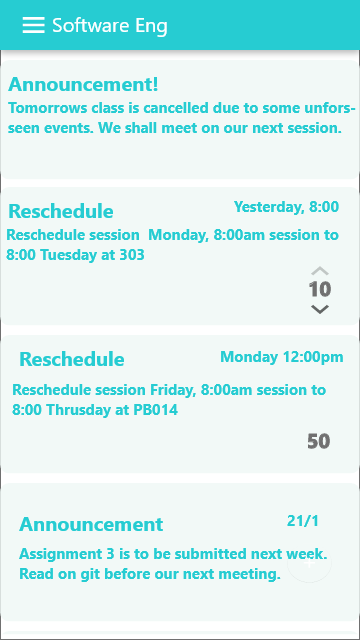 Software Eng
Announcement!
Tomorrows class is cancelled due to some unfors-
seen events. We shall meet on our next session.
Reschedule
Yesterday, 8:00
Reschedule session Monday, 8:00am session to
8:00 Tuesday at 303
10
Reschedule
Monday 12:00pm
Reschedule session Friday, 8:00am session to
8:00 Thrusday at PB014
50
Announcement
21/1
Assignment 3 is to be submitted next week.
Read on git before our next meeting.